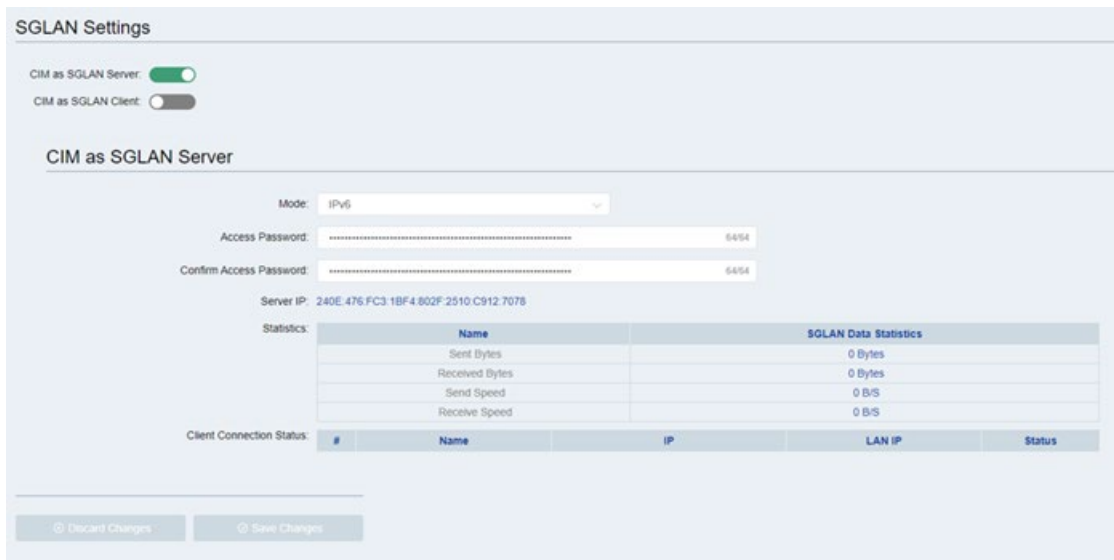 SGLAN Settings
CIM as SGLAN Server:
CIM as SGLAN Client:
CIM as SGLAN Server
Mode: IPv6
Access Password: 64/64
Confirm Access Password: 64/64
Server IP: 240E:476:FC3:1BF4:802F:2510:C912:7078
Statistics: Name SGLAN Data Statistics
Sent Bytes 0 Bytes
Received Bytes 0 Bytes
Send Speed 0 B/S
Receive Speed 0 B/S
Client Connection Status: # Name IP LAN IP Status
Discard Changes Save Changes